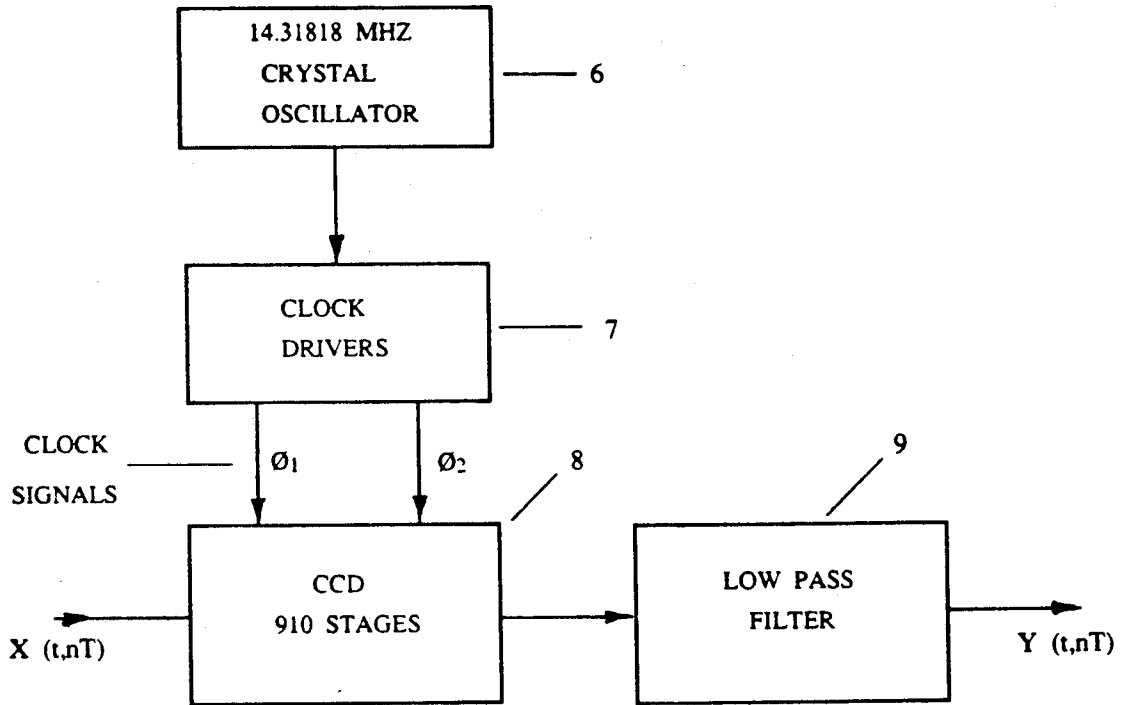 14.31818 MHZ
CRYSTAL
OSCILLATOR
6
CLOCK
DRIVERS
7
CLOCK
SIGNALS
Ø1
Ø2
8
9
CCD
910 STAGES
LOW PASS
FILTER
X (t,nT)
Y (t,nT)